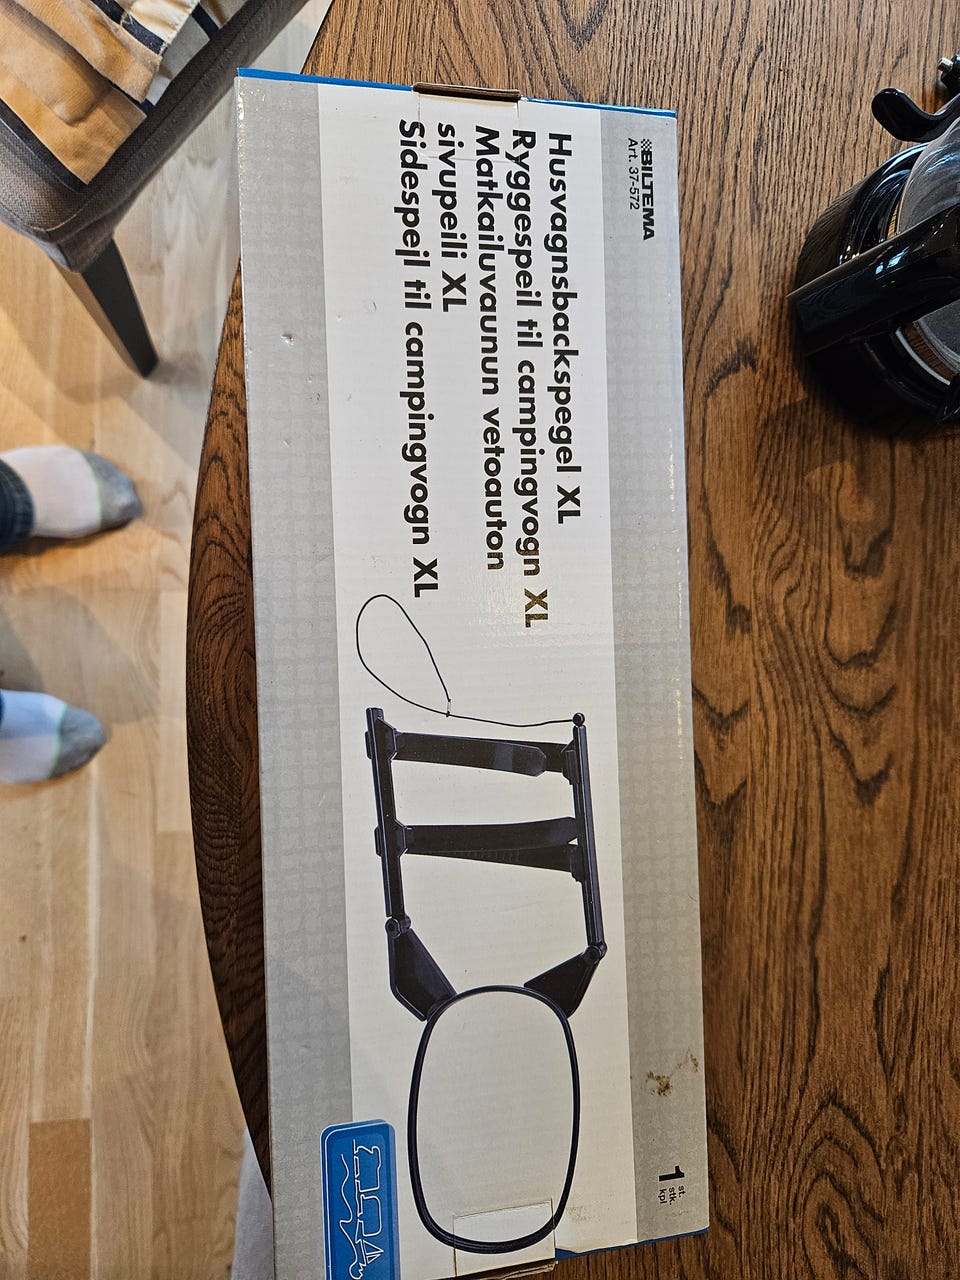 BILTEMA
Art. 37-572
Husvagnsbackspegel XL
Ryggespeil til campingvogn XL
Matkailuvaunun vetoauton
sivupeili XL
Sidespejl til campingvogn XL
1 st.
stk.
kpl